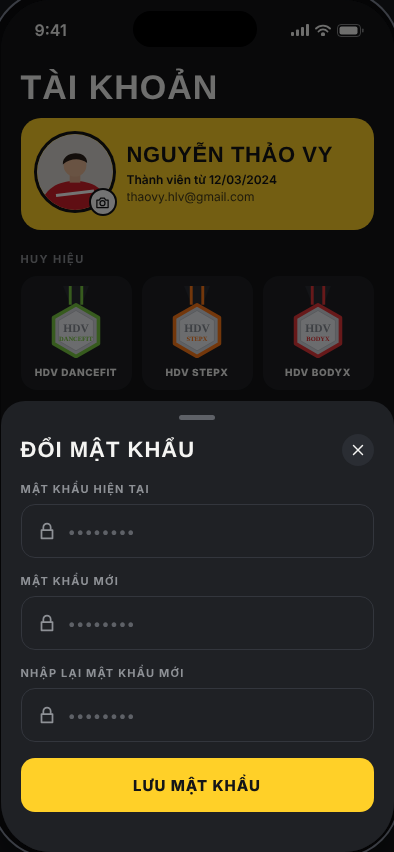 9:41
TÀI KHOẢN
NGUYỄN THẢO VY
Thành viên từ 12/03/2024
thaovy.hlv@gmail.com
HUY HIỆU
HDV
DANCEFIT
HDV
STEPX
HDV
BODYX
HDV DANCEFIT
HDV STEPX
HDV BODYX
ĐỔI MẬT KHẨU
MẬT KHẨU HIỆN TẠI
••••••••
MẬT KHẨU MỚI
••••••••
NHẬP LẠI MẬT KHẨU MỚI
••••••••
LƯU MẬT KHẨU